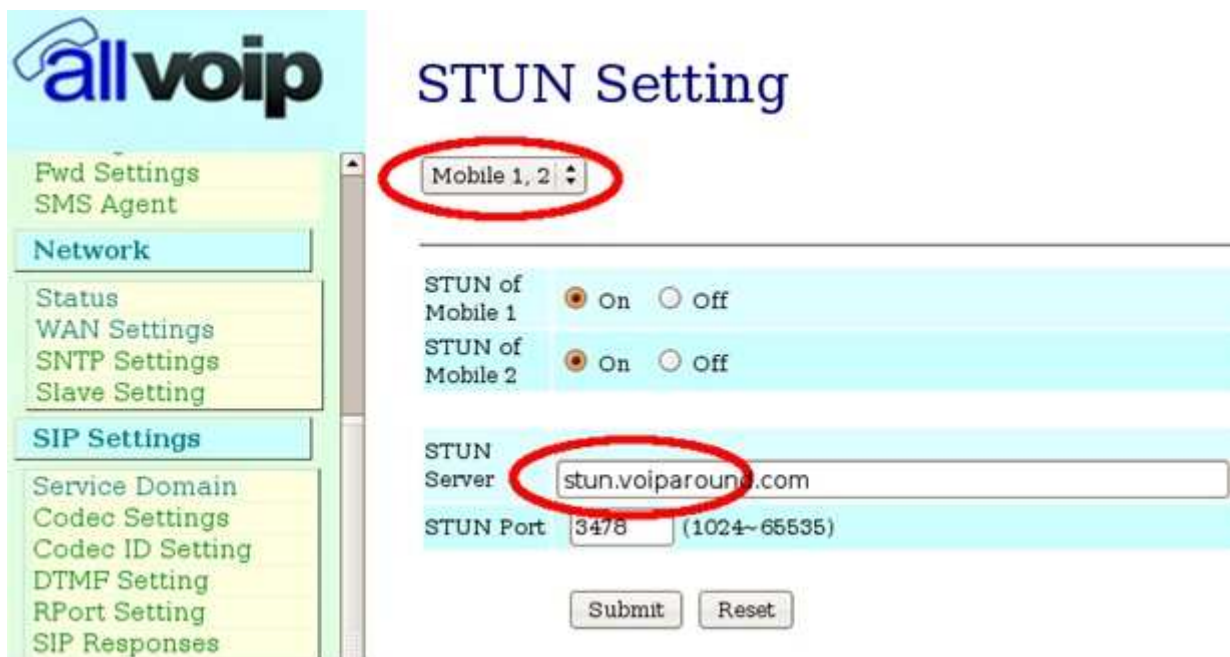 allvoip
Fwd Settings
SMS Agent
Network
Status
WAN Settings
SNTP Settings
Slave Setting
SIP Settings
Service Domain
Codec Settings
Codec ID Setting
DTMF Setting
RPort Setting
SIP Responses
STUN Setting
Mobile 1, 2
STUN of
Mobile 1
On Off
STUN of
Mobile 2
On Off
STUN
Server
stun.voiparound.com
STUN Port 3478 (1024~65535)
Submit Reset